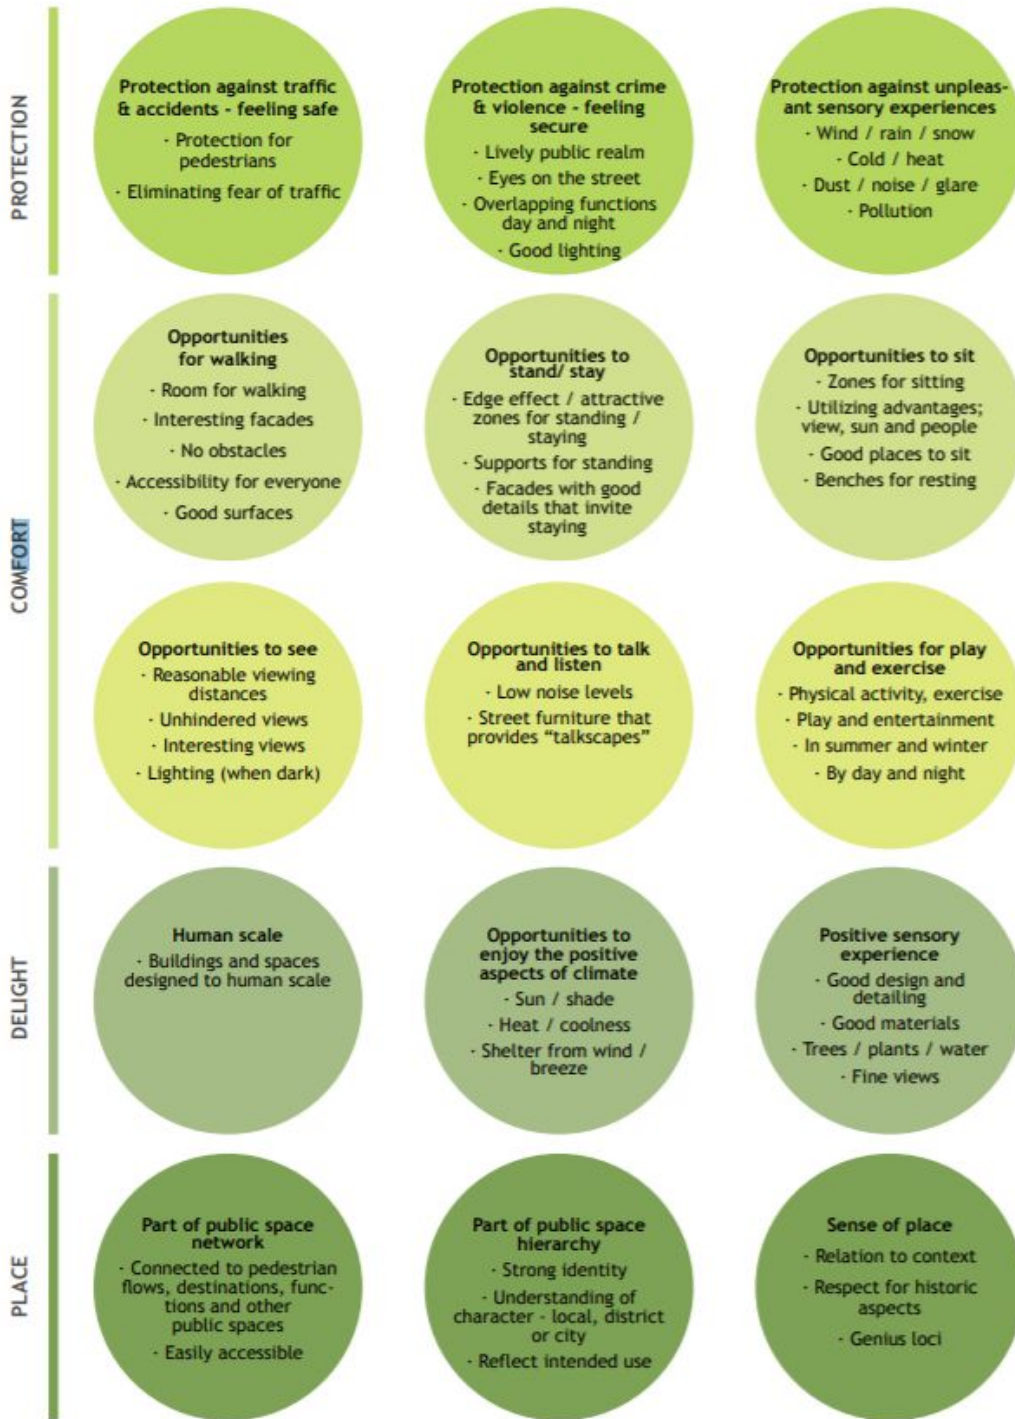 PROTECTION
Protection against traffic
& accidents - feeling safe
· Protection for
pedestrians
· Eliminating fear of traffic
Protection against crime
& violence - feeling
secure
· Lively public realm
· Eyes on the street
· Overlapping functions
day and night
· Good lighting
Protection against unpleas-
ant sensory experiences
· Wind / rain / snow
· Cold / heat
· Dust / noise / glare
· Pollution
COMFORT
Opportunities
for walking
· Room for walking
· Interesting facades
· No obstacles
· Accessibility for everyone
· Good surfaces
Opportunities to
stand/ stay
· Edge effect / attractive
zones for standing /
staying
· Supports for standing
· Facades with good
details that invite
staying
Opportunities to sit
· Zones for sitting
· Utilizing advantages;
view, sun and people
· Good places to sit
· Benches for resting
Opportunities to see
· Reasonable viewing
distances
· Unhindered views
· Interesting views
· Lighting (when dark)
Opportunities to talk
and listen
· Low noise levels
· Street furniture that
provides “talkscapes”
Opportunities for play
and exercise
· Physical activity, exercise
· Play and entertainment
· In summer and winter
· By day and night
DELIGHT
Human scale
· Buildings and spaces
designed to human scale
Opportunities to
enjoy the positive
aspects of climate
· Sun / shade
· Heat / coolness
· Shelter from wind /
breeze
Positive sensory
experience
· Good design and
detailing
· Good materials
· Trees / plants / water
· Fine views
PLACE
Part of public space
network
· Connected to pedestrian
flows, destinations, func-
tions and other
public spaces
· Easily accessible
Part of public space
hierarchy
· Strong identity
· Understanding of
character - local, district
or city
· Reflect intended use
Sense of place
· Relation to context
· Respect for historic
aspects
· Genius loci